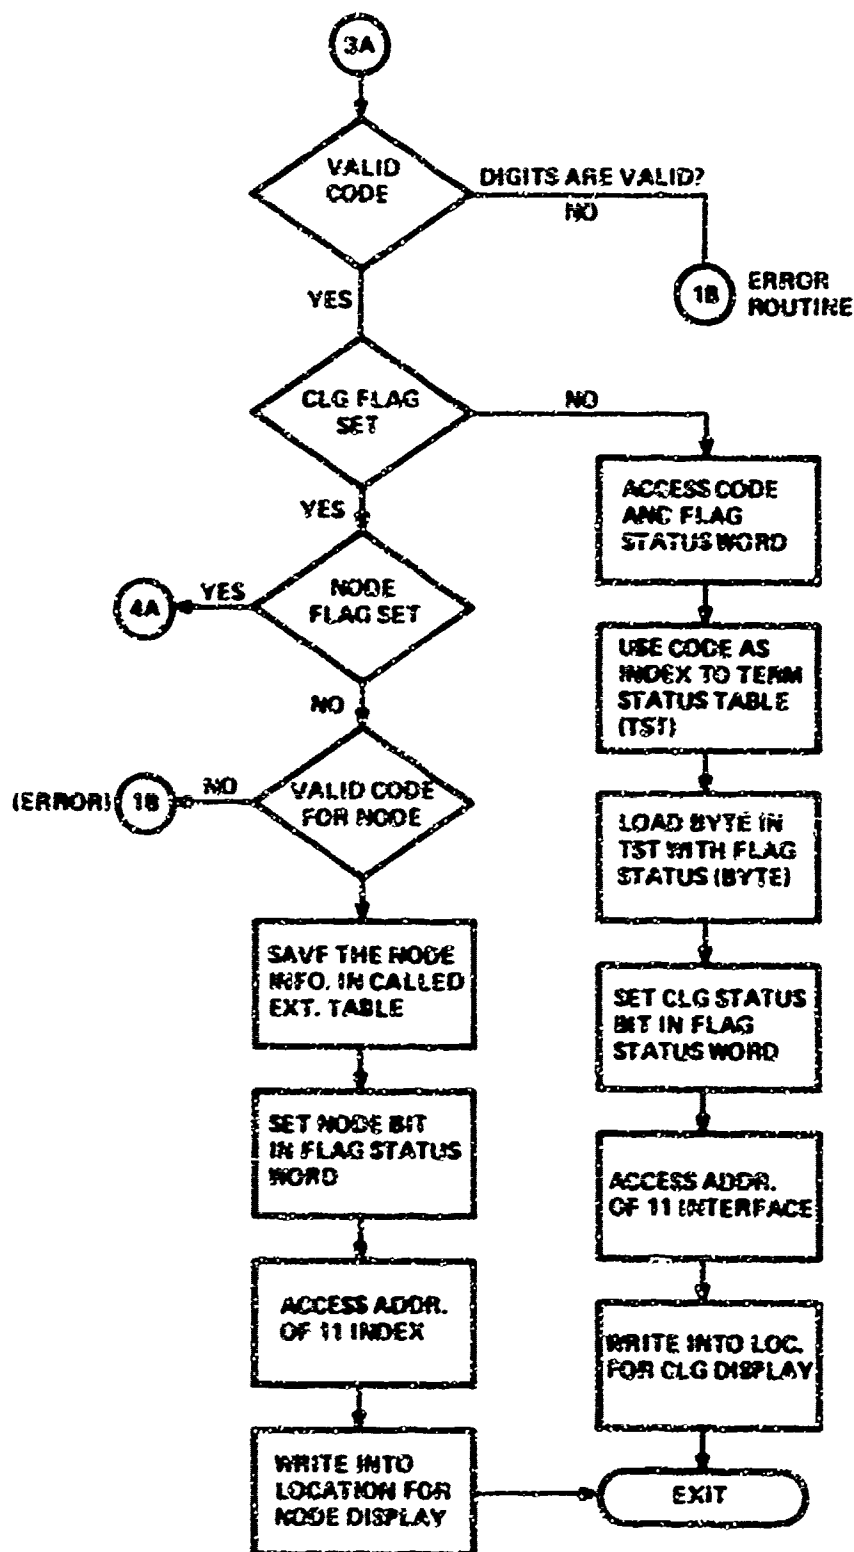 3A
VALID
CODE
DIGITS ARE VALID?
NO
YES
1B
ERROR
ROUTINE
CLG FLAG
SET
NO
YES
ACCESS CODE
AND FLAG
STATUS WORD
NODE
FLAG SET
YES
4A
NO
USE CODE AS
INDEX TO TERM
STATUS TABLE
(TST)
VALID CODE
FOR NODE
NO
1B
(ERROR)
LOAD BYTE IN
TST WITH FLAG
STATUS (BYTE)
SAVE THE NODE
INFO. IN CALLED
EXT. TABLE
SET CLG STATUS
BIT IN FLAG
STATUS WORD
SET NODE BIT
IN FLAG STATUS
WORD
ACCESS ADDR.
OF 11 INTERFACE
ACCESS ADDR.
OF 11 INDEX
WRITE INTO LOC.
FOR CLG DISPLAY
WRITE INTO
LOCATION FOR
NODE DISPLAY
EXIT